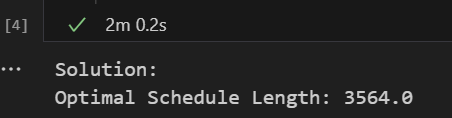 [4] ✓ 2m 0.2s
··· Solution:
Optimal Schedule Length: 3564.0